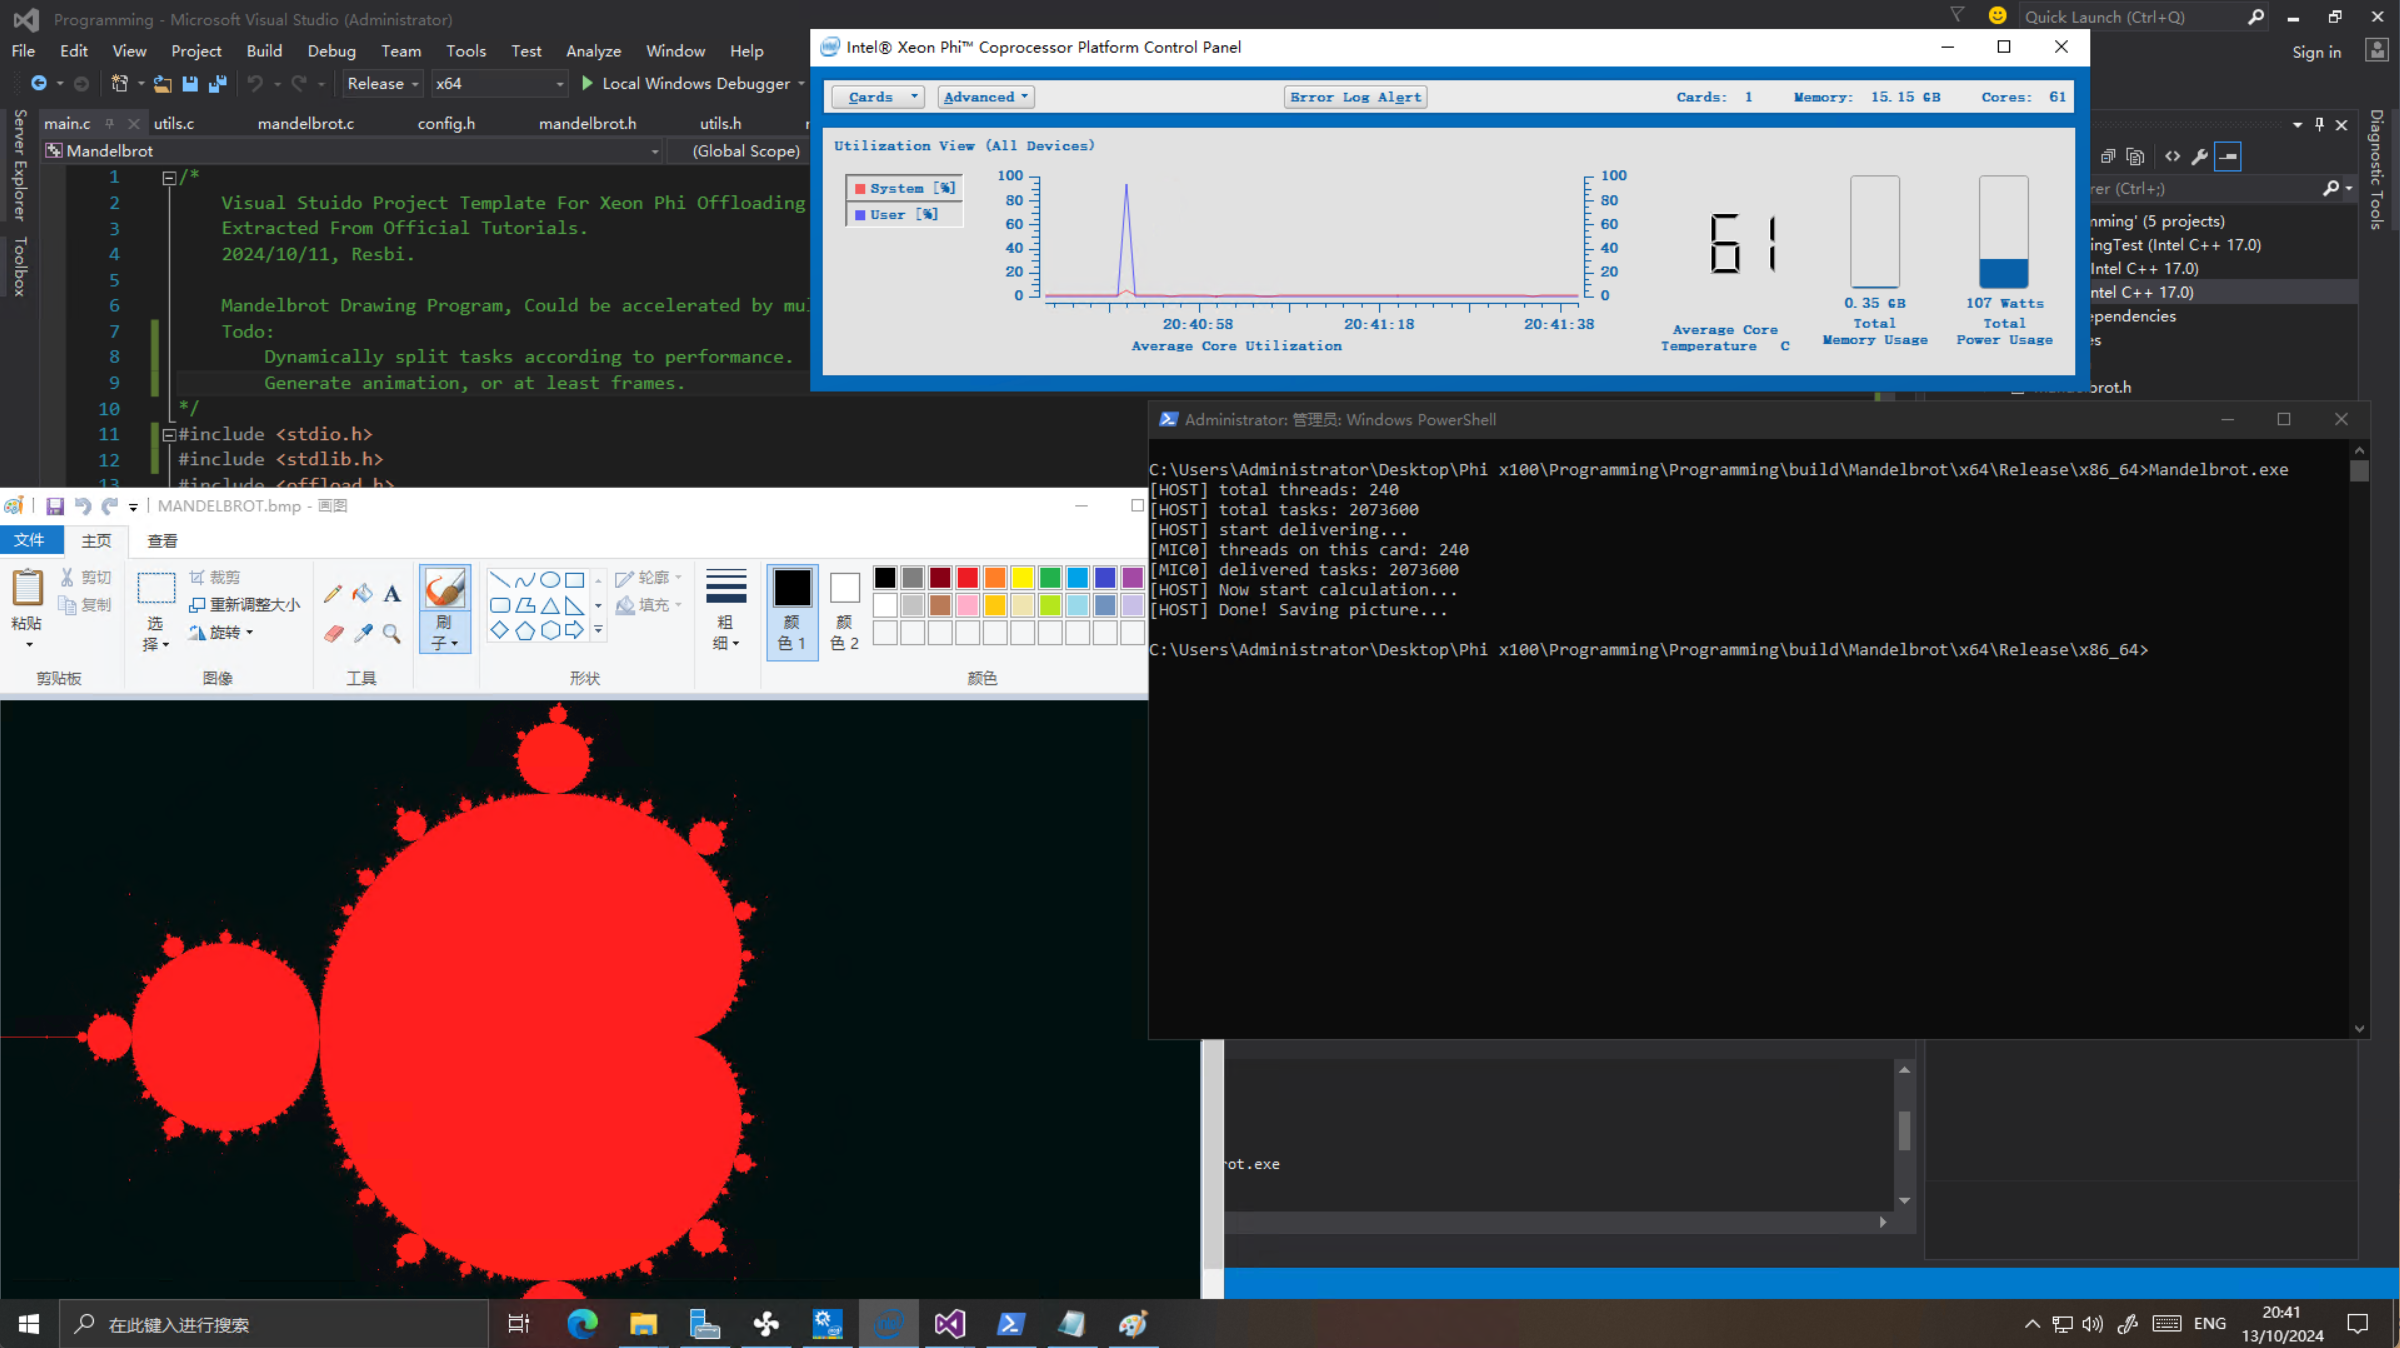 Programming - Microsoft Visual Studio (Administrator)
Quick Launch (Ctrl+Q)
File Edit View Project Build Debug Team Tools Test Analyze Window Help
Sign in
Release x64 Local Windows Debugger
Server Explorer
Toolbox
Diagnostic Tools
main.c utils.c mandelbrot.c config.h mandelbrot.h utils.h
Mandelbrot (Global Scope)
1 /*
2 Visual Stuido Project Template For Xeon Phi Offloading
3 Extracted From Official Tutorials.
4 2024/10/11, Resbi.
5
6 Mandelbrot Drawing Program, Could be accelerated by mul
7 Todo:
8 Dynamically split tasks according to performance.
9 Generate animation, or at least frames.
10 */
11 #include <stdio.h>
12 #include <stdlib.h>
13 #include <offload.h>
Intel® Xeon Phi™ Coprocessor Platform Control Panel
Cards Advanced Error Log Alert Cards: 1 Memory: 15.15 GB Cores: 61
Utilization View (All Devices)
System [%]
User [%]
100
80
60
40
20
0
100
80
60
40
20
0
20:40:58 20:41:18 20:41:38
Average Core Utilization
61
Average Core
Temperature C
0.35 GB
Total
Memory Usage
107 Watts
Total
Power Usage
rer (Ctrl+;)
mming' (5 projects)
ingTest (Intel C++ 17.0)
Intel C++ 17.0)
ntel C++ 17.0)
ependencies
es
mandelbrot.h
Administrator: 管理员: Windows PowerShell
C:\Users\Administrator\Desktop\Phi x100\Programming\Programming\build\Mandelbrot\x64\Release\x86_64>Mandelbrot.exe
[HOST] total threads: 240
[HOST] total tasks: 2073600
[HOST] start delivering...
[MIC0] threads on this card: 240
[MIC0] delivered tasks: 2073600
[HOST] Now start calculation...
[HOST] Done! Saving picture...
C:\Users\Administrator\Desktop\Phi x100\Programming\Programming\build\Mandelbrot\x64\Release\x86_64>
MANDELBROT.bmp - 画图
文件 主页 查看
粘贴
剪切
复制
剪贴板
选择
裁剪
重新调整大小
旋转
图像
A
工具
刷子
轮廓
填充
形状
粗细
颜色 1
颜色 2
颜色
rot.exe
在此键入进行搜索
ENG
20:41
13/10/2024